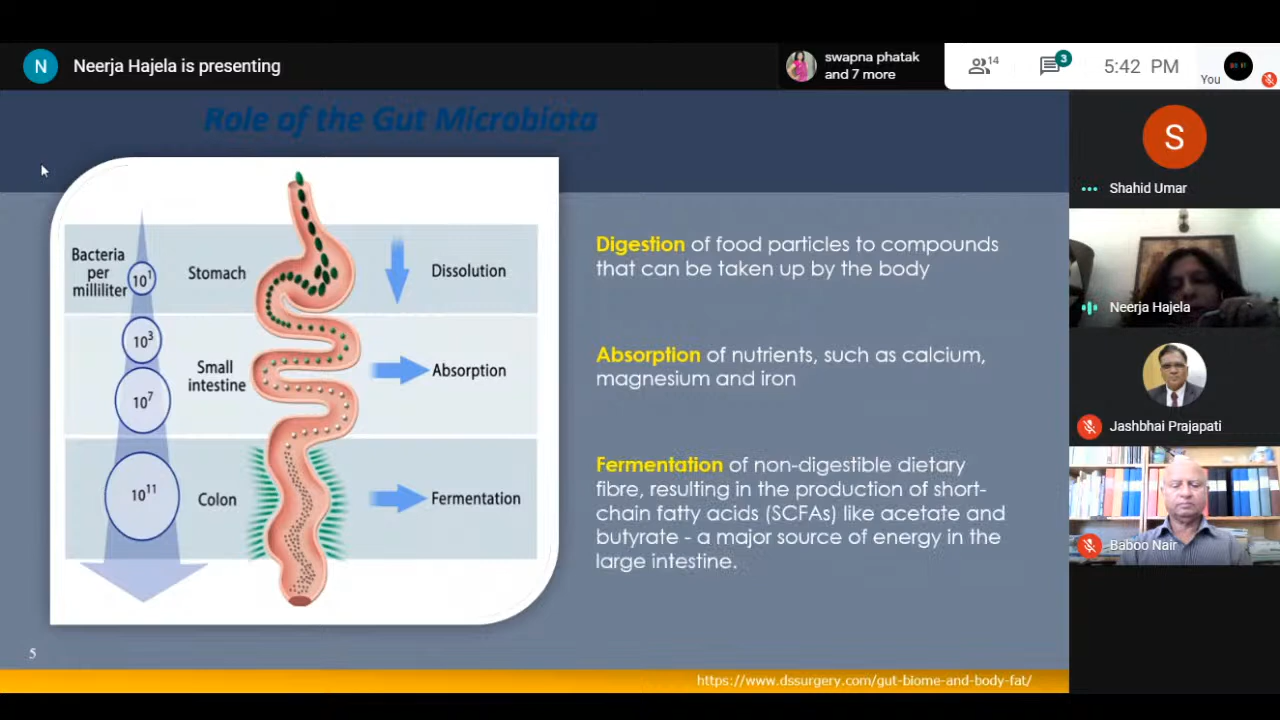 N
Neerja Hajela is presenting
swapna phatak
and 7 more
14
3
5:42 PM
You
Role of the Gut Microbiota
S
Shahid Umar
Neerja Hajela
Jashbhai Prajapati
Baboo Nair
Bacteria
per
milliliter
10¹
Stomach
Dissolution
10³
Small
intestine
10⁷
Absorption
10¹¹
Colon
Fermentation
Digestion of food particles to compounds
that can be taken up by the body
Absorption of nutrients, such as calcium,
magnesium and iron
Fermentation of non-digestible dietary
fibre, resulting in the production of short-
chain fatty acids (SCFAs) like acetate and
butyrate - a major source of energy in the
large intestine.
5
https://www.dssurgery.com/gut-biome-and-body-fat/